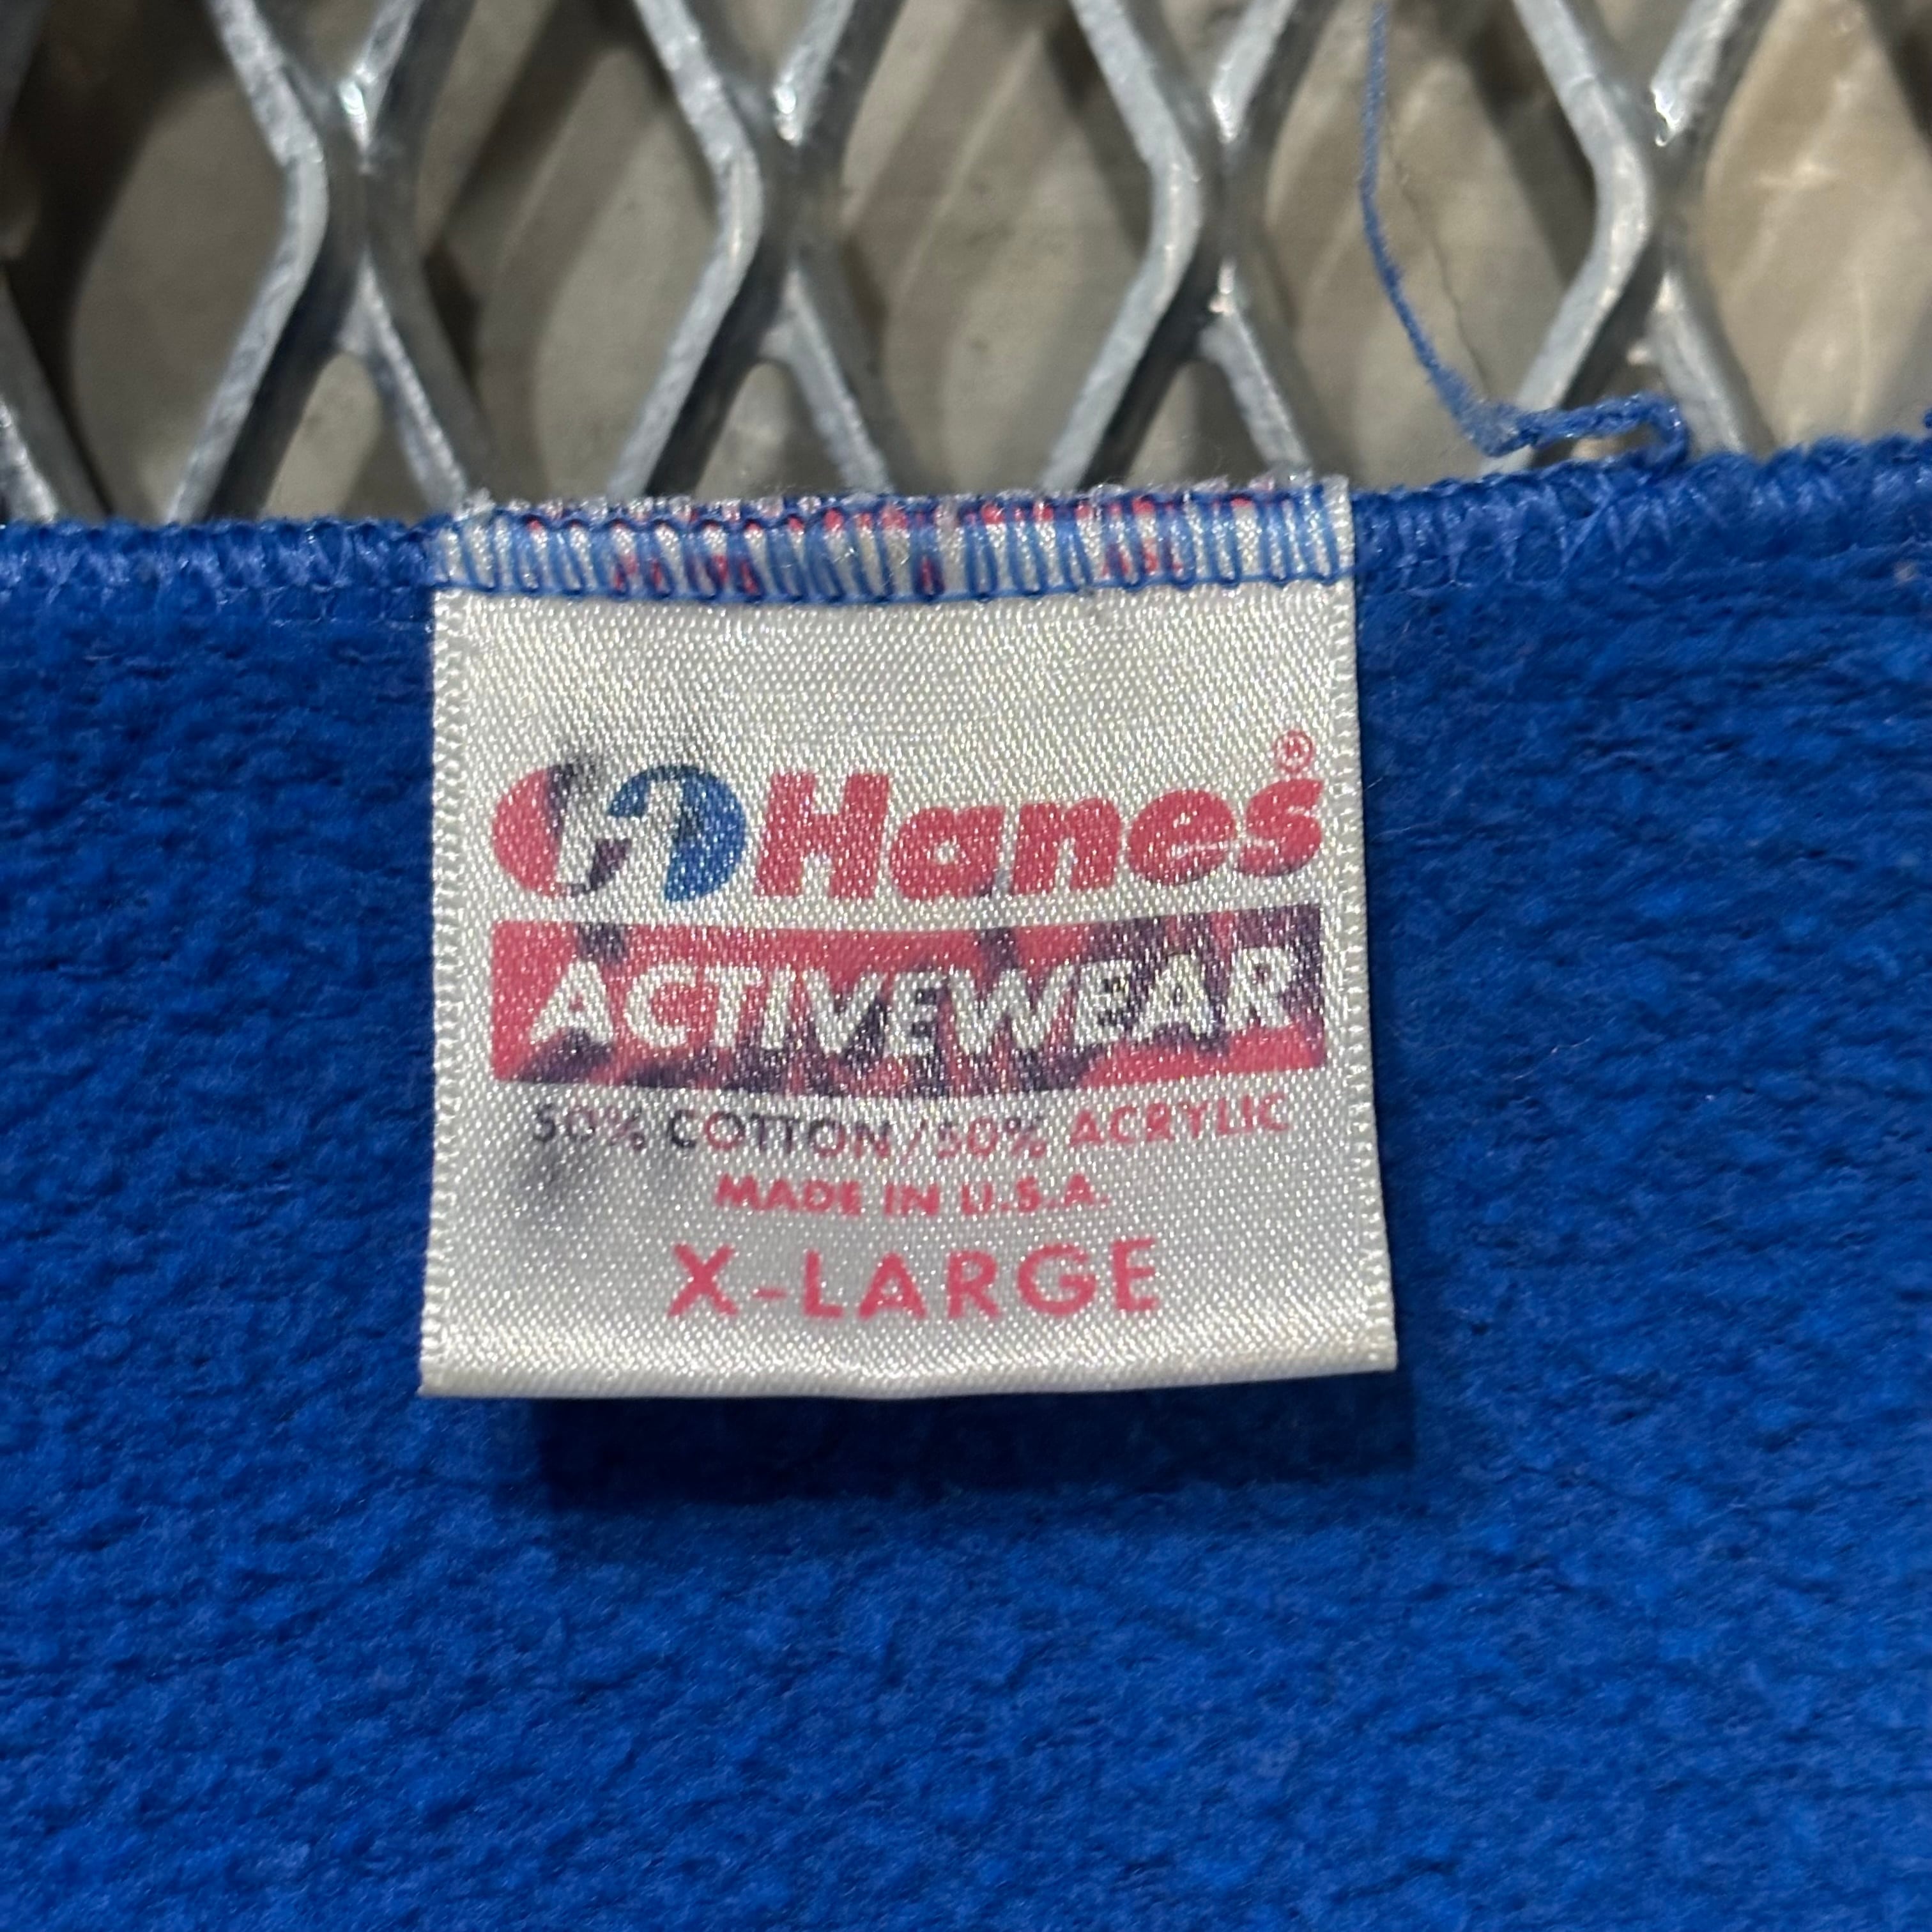 Hanes®
ACTIVEWEAR
50% COTTON/50% ACRYLIC
MADE IN U.S.A.
X-LARGE